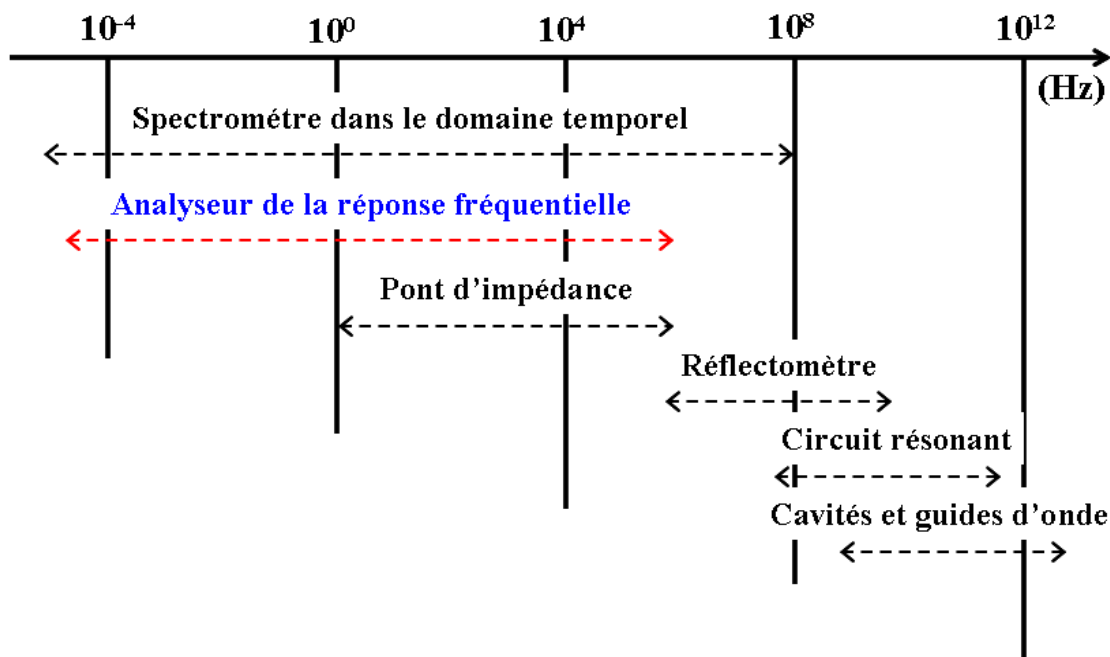 10⁻⁴ 10⁰ 10⁴ 10⁸ 10¹²
(Hz)
Spectrométre dans le domaine temporel
Analyseur de la réponse fréquentielle
Pont d’impédance
Réflectomètre
Circuit résonant
Cavités et guides d’onde